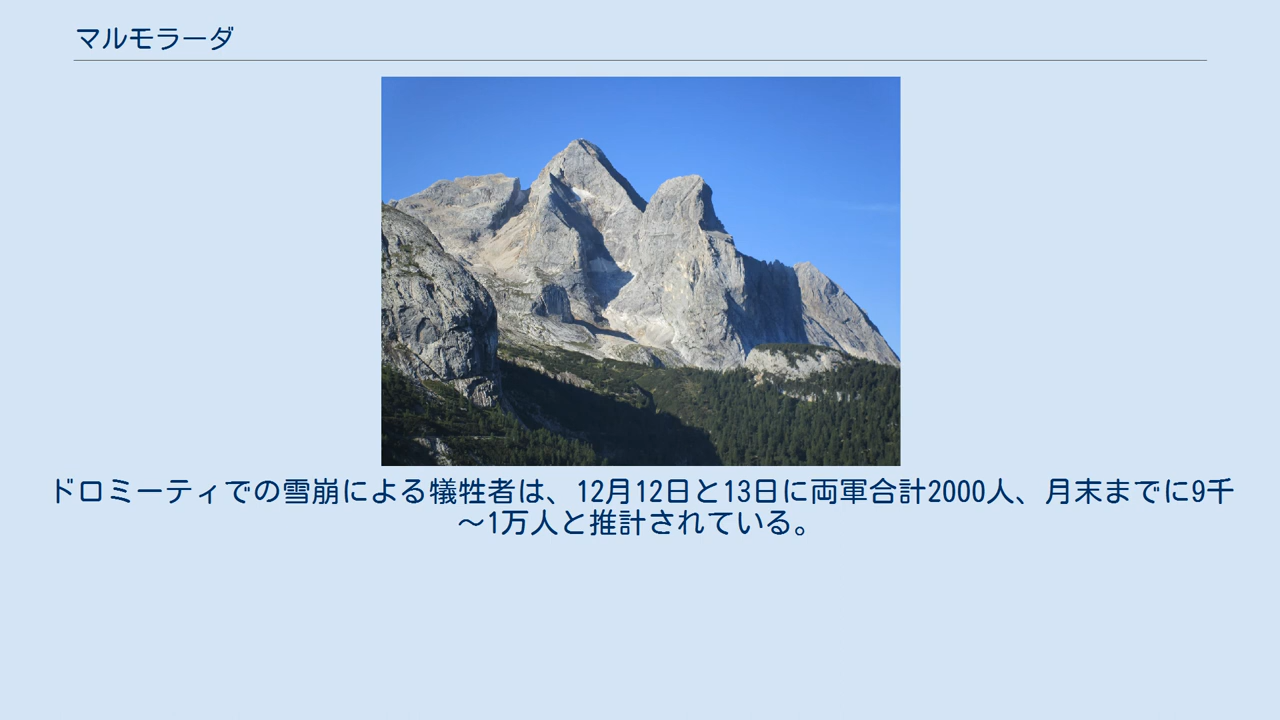 マルモラーダ
ドロミーティでの雪崩による犠牲者は、12月12日と13日に両軍合計2000人、月末までに9千
～1万人と推計されている。